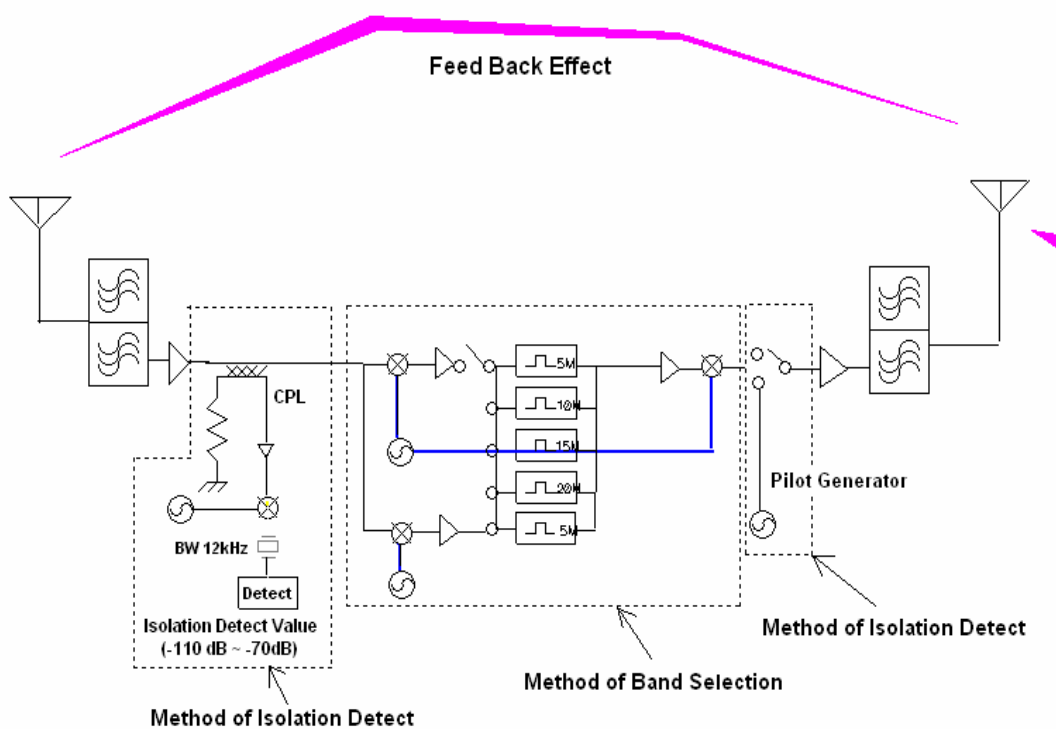 Feed Back Effect
CPL
5M
10M
15M
20M
5M
Pilot Generator
BW 12kHz
Detect
Isolation Detect Value
(-110 dB ~ -70dB)
Method of Isolation Detect
Method of Band Selection
Method of Isolation Detect